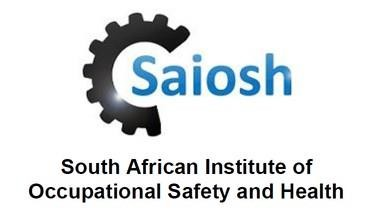 Saiosh
South African Institute of
Occupational Safety and Health